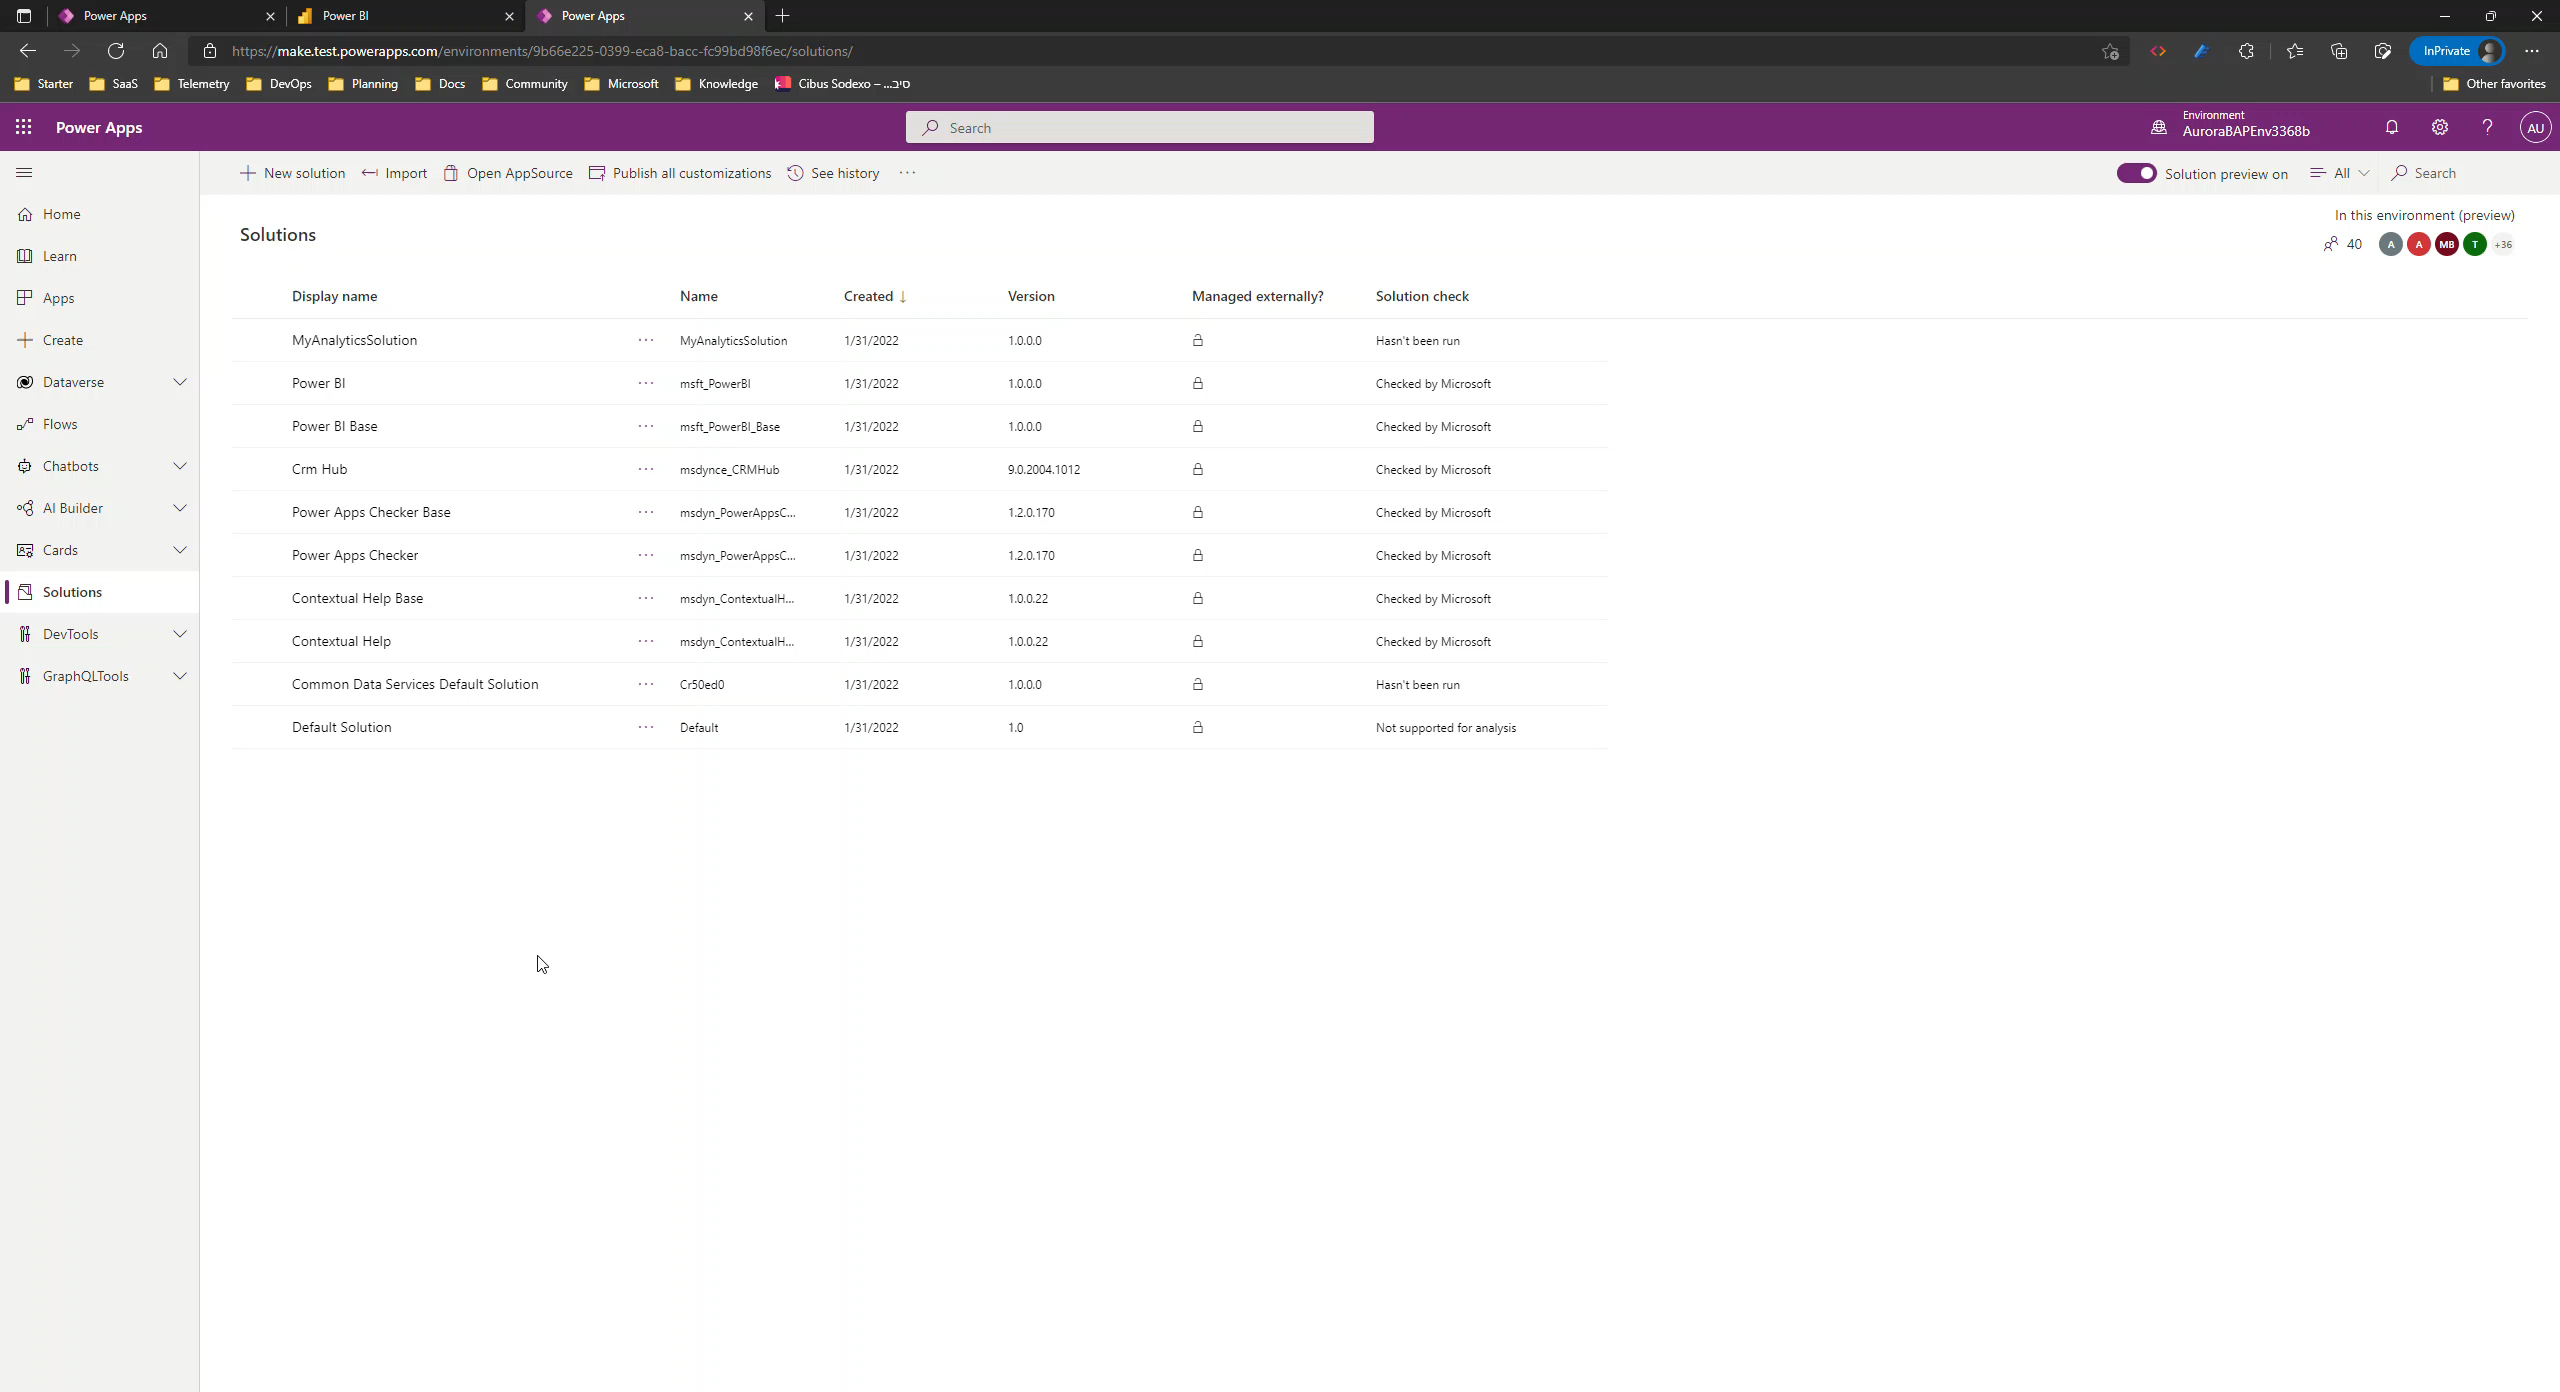 Power Apps
Power BI
Power Apps
https://make.test.powerapps.com/environments/9b66e225-0399-eca8-bacc-fc99bd98f6ec/solutions/
InPrivate
Starter SaaS Telemetry DevOps Planning Docs Community Microsoft Knowledge Cibus Sodexo – ...סיב
Other favorites
Power Apps
Search
Environment
AuroraBAPEnv3368b
AU
New solution Import Open AppSource Publish all customizations See history ...
Solution preview on All Search
Home
Learn
Apps
Create
Dataverse
Flows
Chatbots
AI Builder
Cards
Solutions
DevTools
GraphQLTools
Solutions
In this environment (preview)
40 A A MB T +36
Display name Name Created ↓ Version Managed externally? Solution check
MyAnalyticsSolution ... MyAnalyticsSolution 1/31/2022 1.0.0.0 Hasn't been run
Power BI ... msft_PowerBI 1/31/2022 1.0.0.0 Checked by Microsoft
Power BI Base ... msft_PowerBI_Base 1/31/2022 1.0.0.0 Checked by Microsoft
Crm Hub ... msdynce_CRMHub 1/31/2022 9.0.2004.1012 Checked by Microsoft
Power Apps Checker Base ... msdyn_PowerAppsC... 1/31/2022 1.2.0.170 Checked by Microsoft
Power Apps Checker ... msdyn_PowerAppsC... 1/31/2022 1.2.0.170 Checked by Microsoft
Contextual Help Base ... msdyn_ContextualH... 1/31/2022 1.0.0.22 Checked by Microsoft
Contextual Help ... msdyn_ContextualH... 1/31/2022 1.0.0.22 Checked by Microsoft
Common Data Services Default Solution ... Cr50ed0 1/31/2022 1.0.0.0 Hasn't been run
Default Solution ... Default 1/31/2022 1.0 Not supported for analysis